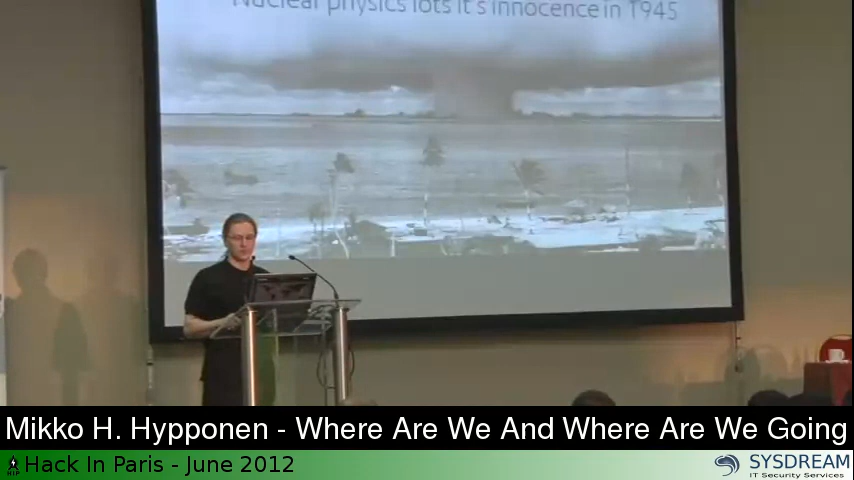 Nuclear physics lots it's innocence in 1945
Mikko H. Hypponen - Where Are We And Where Are We Going
HIP
Hack In Paris - June 2012
SYSDREAM
IT Security Services